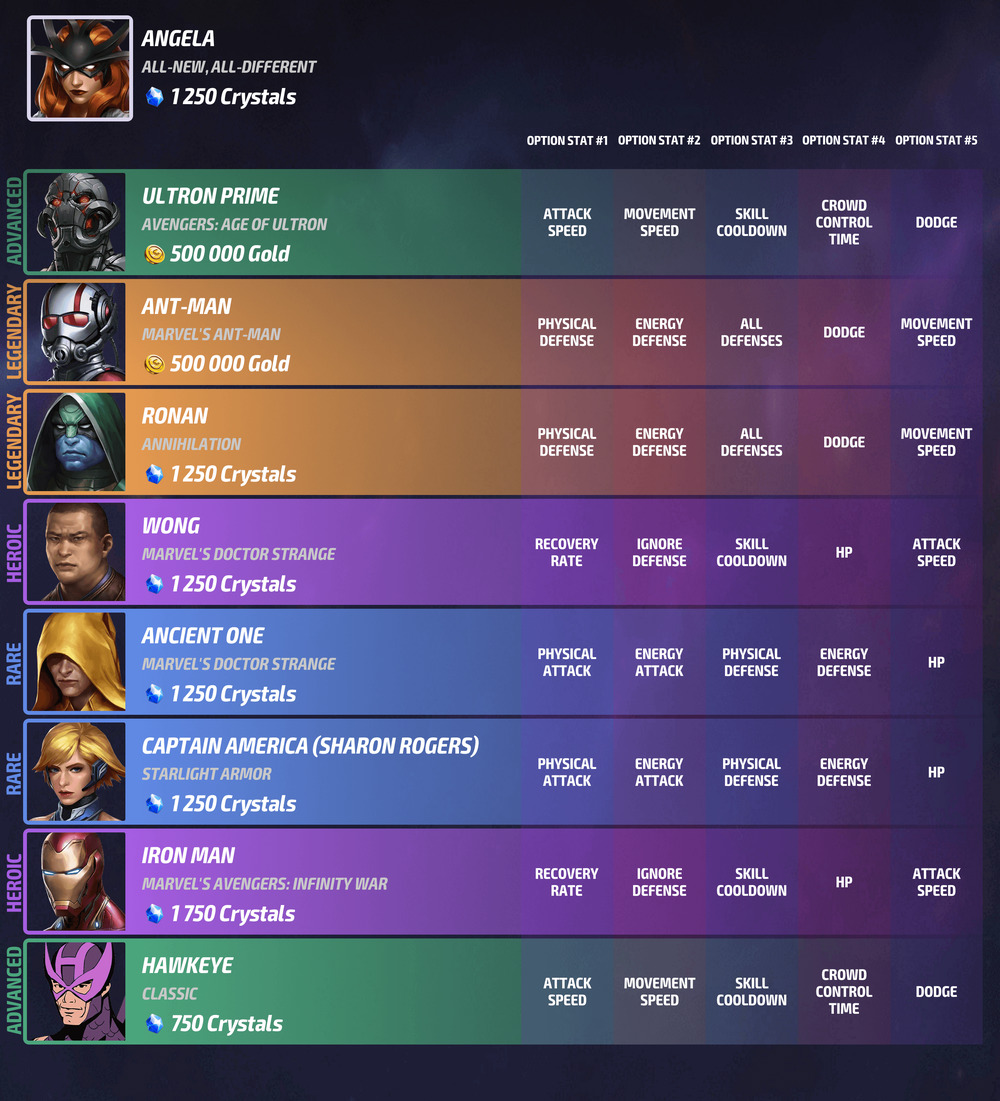 ANGELA
ALL-NEW, ALL-DIFFERENT
1 250 Crystals
OPTION STAT #1 OPTION STAT #2 OPTION STAT #3 OPTION STAT #4 OPTION STAT #5
ADVANCED
ULTRON PRIME
AVENGERS: AGE OF ULTRON
500 000 Gold
ATTACK
SPEED
MOVEMENT
SPEED
SKILL
COOLDOWN
CROWD
CONTROL
TIME
DODGE
LEGENDARY
ANT-MAN
MARVEL'S ANT-MAN
500 000 Gold
PHYSICAL
DEFENSE
ENERGY
DEFENSE
ALL
DEFENSES
DODGE
MOVEMENT
SPEED
LEGENDARY
RONAN
ANNIHILATION
1 250 Crystals
PHYSICAL
DEFENSE
ENERGY
DEFENSE
ALL
DEFENSES
DODGE
MOVEMENT
SPEED
HEROIC
WONG
MARVEL'S DOCTOR STRANGE
1 250 Crystals
RECOVERY
RATE
IGNORE
DEFENSE
SKILL
COOLDOWN
HP
ATTACK
SPEED
RARE
ANCIENT ONE
MARVEL'S DOCTOR STRANGE
1 250 Crystals
PHYSICAL
ATTACK
ENERGY
ATTACK
PHYSICAL
DEFENSE
ENERGY
DEFENSE
HP
RARE
CAPTAIN AMERICA (SHARON ROGERS)
STARLIGHT ARMOR
1 250 Crystals
PHYSICAL
ATTACK
ENERGY
ATTACK
PHYSICAL
DEFENSE
ENERGY
DEFENSE
HP
HEROIC
IRON MAN
MARVEL'S AVENGERS: INFINITY WAR
1 750 Crystals
RECOVERY
RATE
IGNORE
DEFENSE
SKILL
COOLDOWN
HP
ATTACK
SPEED
ADVANCED
HAWKEYE
CLASSIC
750 Crystals
ATTACK
SPEED
MOVEMENT
SPEED
SKILL
COOLDOWN
CROWD
CONTROL
TIME
DODGE